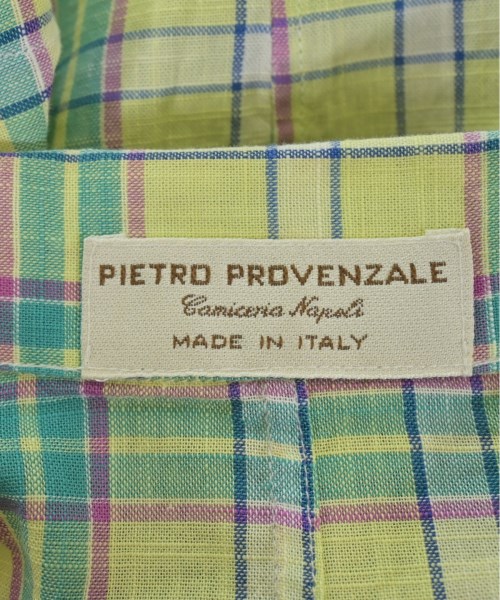 PIETRO PROVENZALE
Camiceria Napoli
MADE IN ITALY